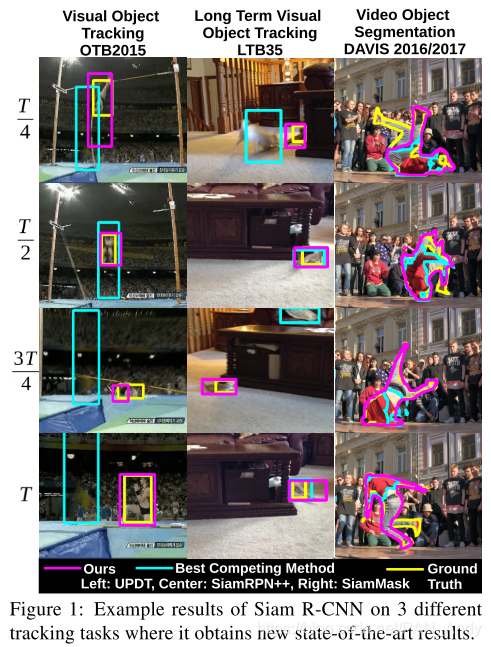 Visual Object
Tracking
OTB2015
Long Term Visual
Object Tracking
LTB35
Video Object
Segmentation
DAVIS 2016/2017
T
4
T
2
3T
4
T
Ours
Best Competing Method
Ground
Truth
Left: UPDT, Center: SiamRPN++, Right: SiamMask
Figure 1: Example results of Siam R-CNN on 3 different
tracking tasks where it obtains new state-of-the-art results.